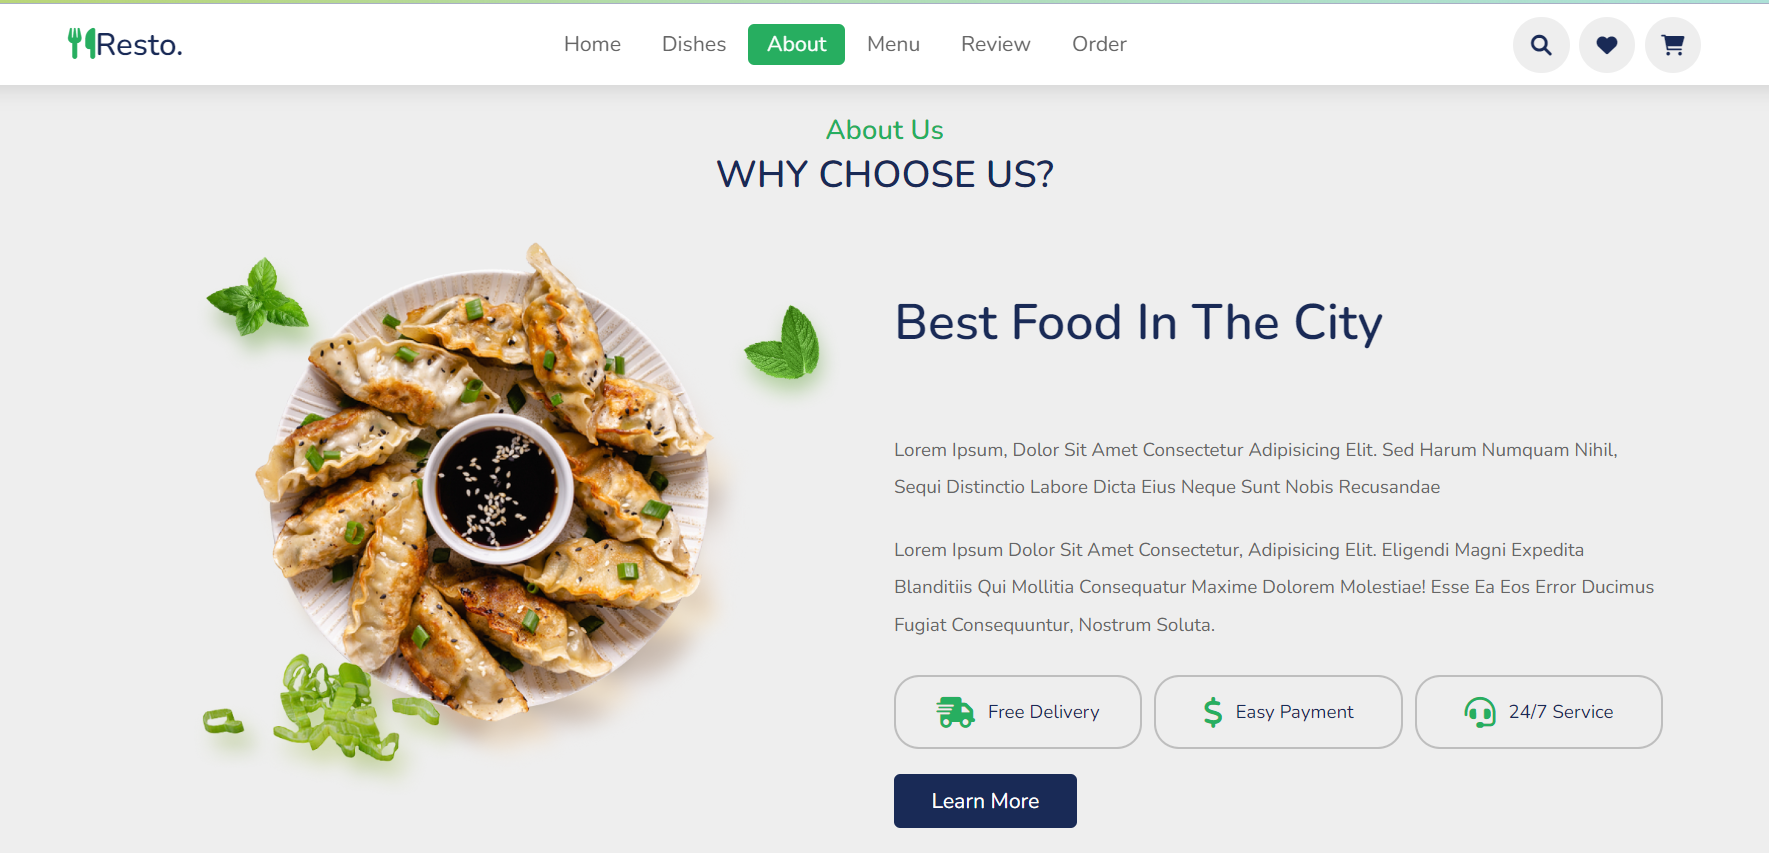 Resto.
Home
Dishes
About
Menu
Review
Order
About Us
WHY CHOOSE US?
Best Food In The City
Lorem Ipsum, Dolor Sit Amet Consectetur Adipisicing Elit. Sed Harum Numquam Nihil,
Sequi Distinctio Labore Dicta Eius Neque Sunt Nobis Recusandae
Lorem Ipsum Dolor Sit Amet Consectetur, Adipisicing Elit. Eligendi Magni Expedita
Blanditiis Qui Mollitia Consequatur Maxime Dolorem Molestiae! Esse Ea Eos Error Ducimus
Fugiat Consequuntur, Nostrum Soluta.
Free Delivery
Easy Payment
24/7 Service
Learn More